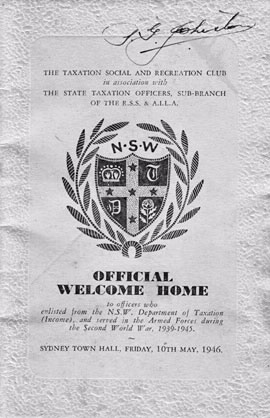 THE TAXATION SOCIAL AND RECREATION CLUB
in association with
THE STATE TAXATION OFFICERS, SUB-BRANCH
OF THE R.S.S. & A.I.L.A.
N·S·W
D T
OFFICIAL
WELCOME HOME
to officers who
enlisted from the N.S.W. Department of Taxation
(Income), and served in the Armed Forces during
the Second World War, 1939-1945.
~
SYDNEY TOWN HALL, FRIDAY, 10TH MAY, 1946.